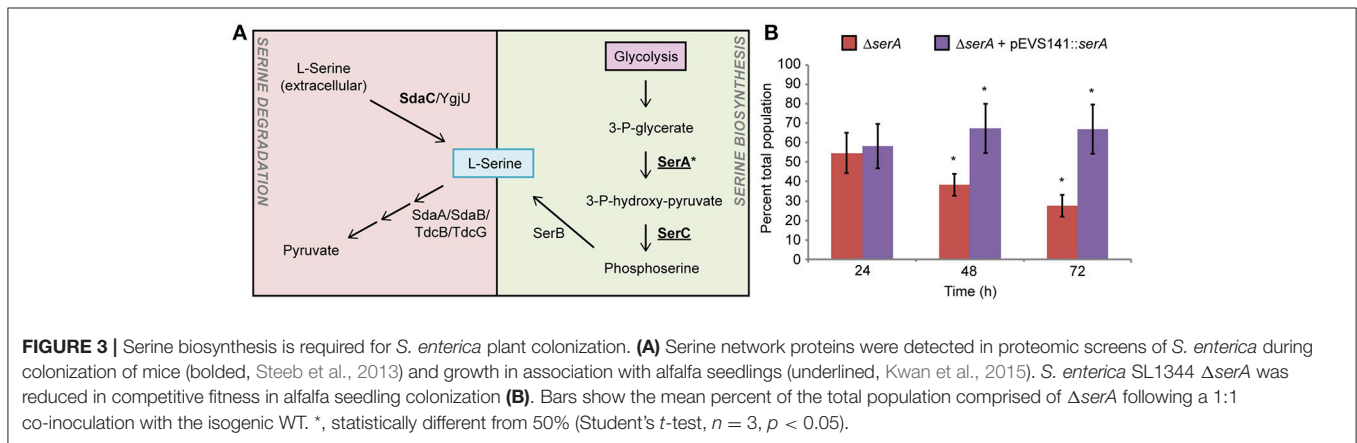 A
SERINE DEGRADATION
L-Serine
(extracellular)
SdaC/YgjU
L-Serine
SdaA/SdaB/
TdcB/TdcG
Pyruvate
Glycolysis
3-P-glycerate
SerA*
3-P-hydroxy-pyruvate
SerB
SerC
Phosphoserine
SERINE BIOSYNTHESIS
B
ΔserA
ΔserA + pEVS141::serA
Percent total population
100
90
80
70
60
50
40
30
20
10
0
*
*
*
*
24
48
72
Time (h)
FIGURE 3 | Serine biosynthesis is required for S. enterica plant colonization. (A) Serine network proteins were detected in proteomic screens of S. enterica during
colonization of mice (bolded, Steeb et al., 2013) and growth in association with alfalfa seedlings (underlined, Kwan et al., 2015). S. enterica SL1344 ΔserA was
reduced in competitive fitness in alfalfa seedling colonization (B). Bars show the mean percent of the total population comprised of ΔserA following a 1:1
co-inoculation with the isogenic WT. *, statistically different from 50% (Student's t-test, n = 3, p < 0.05).